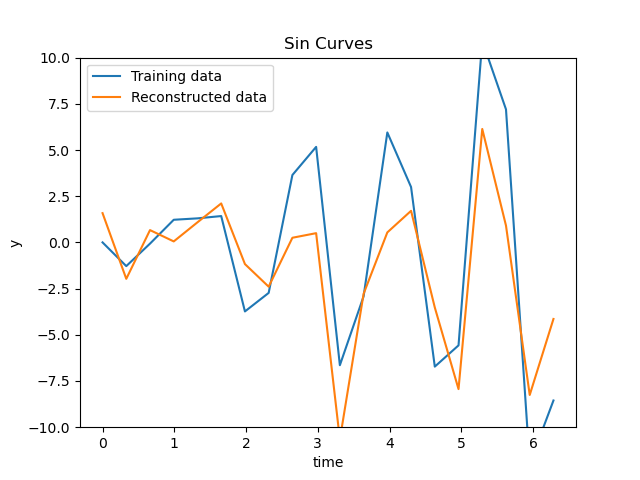 Sin Curves
Training data
Reconstructed data
10.0
7.5
5.0
2.5
0.0
−2.5
−5.0
−7.5
−10.0
y
0 1 2 3 4 5 6
time